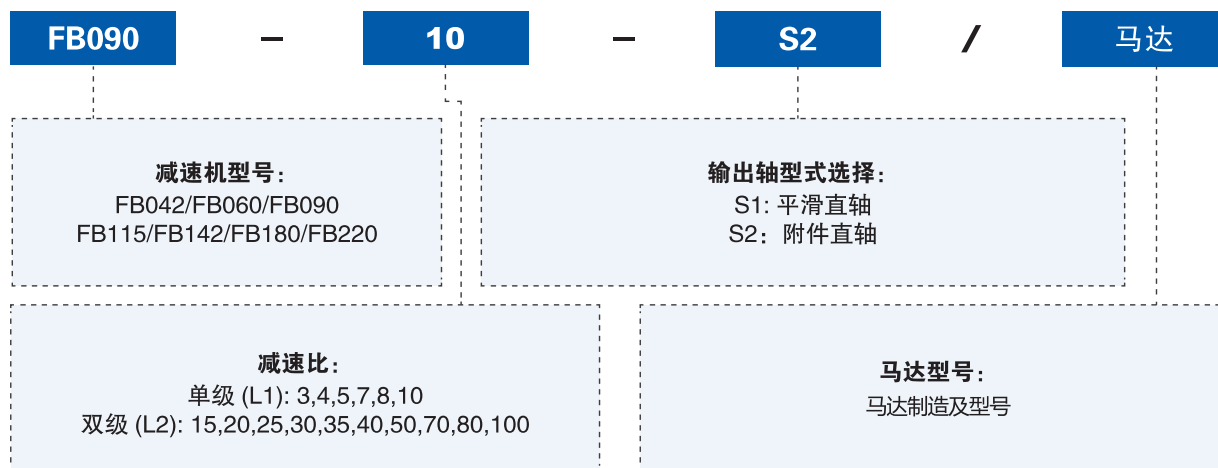 FB090 - 10 - S2 / 马达
减速机型号：
FB042/FB060/FB090
FB115/FB142/FB180/FB220
输出轴型式选择：
S1: 平滑直轴
S2：附件直轴
减速比：
单级 (L1): 3,4,5,7,8,10
双级 (L2): 15,20,25,30,35,40,50,70,80,100
马达型号：
马达制造及型号